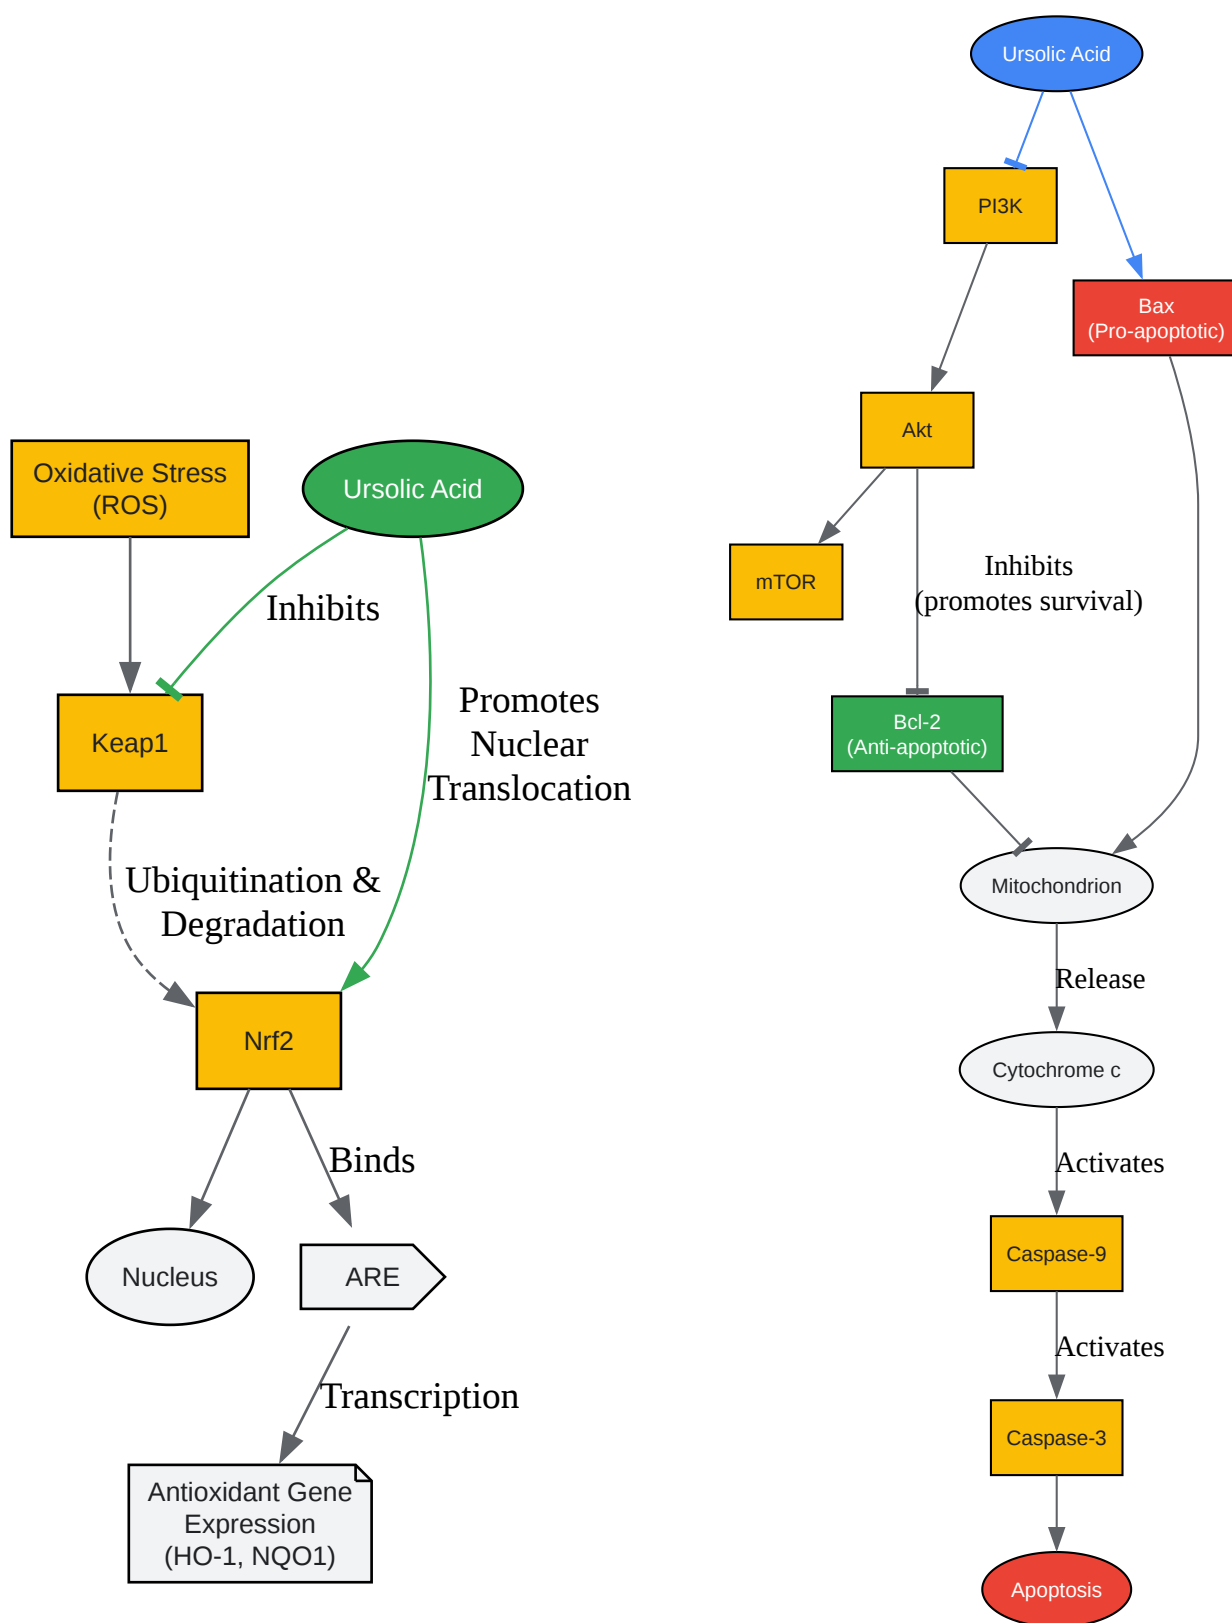 Oxidative Stress
(ROS)
Ursolic Acid
Inhibits
Keap1
Promotes
Nuclear
Translocation
Ubiquitination &
Degradation
Nrf2
Binds
Nucleus
ARE
Transcription
Antioxidant Gene
Expression
(HO-1, NQO1)
Ursolic Acid
PI3K
Bax
(Pro-apoptotic)
Akt
mTOR
Inhibits
(promotes survival)
Bcl-2
(Anti-apoptotic)
Mitochondrion
Release
Cytochrome c
Activates
Caspase-9
Activates
Caspase-3
Apoptosis